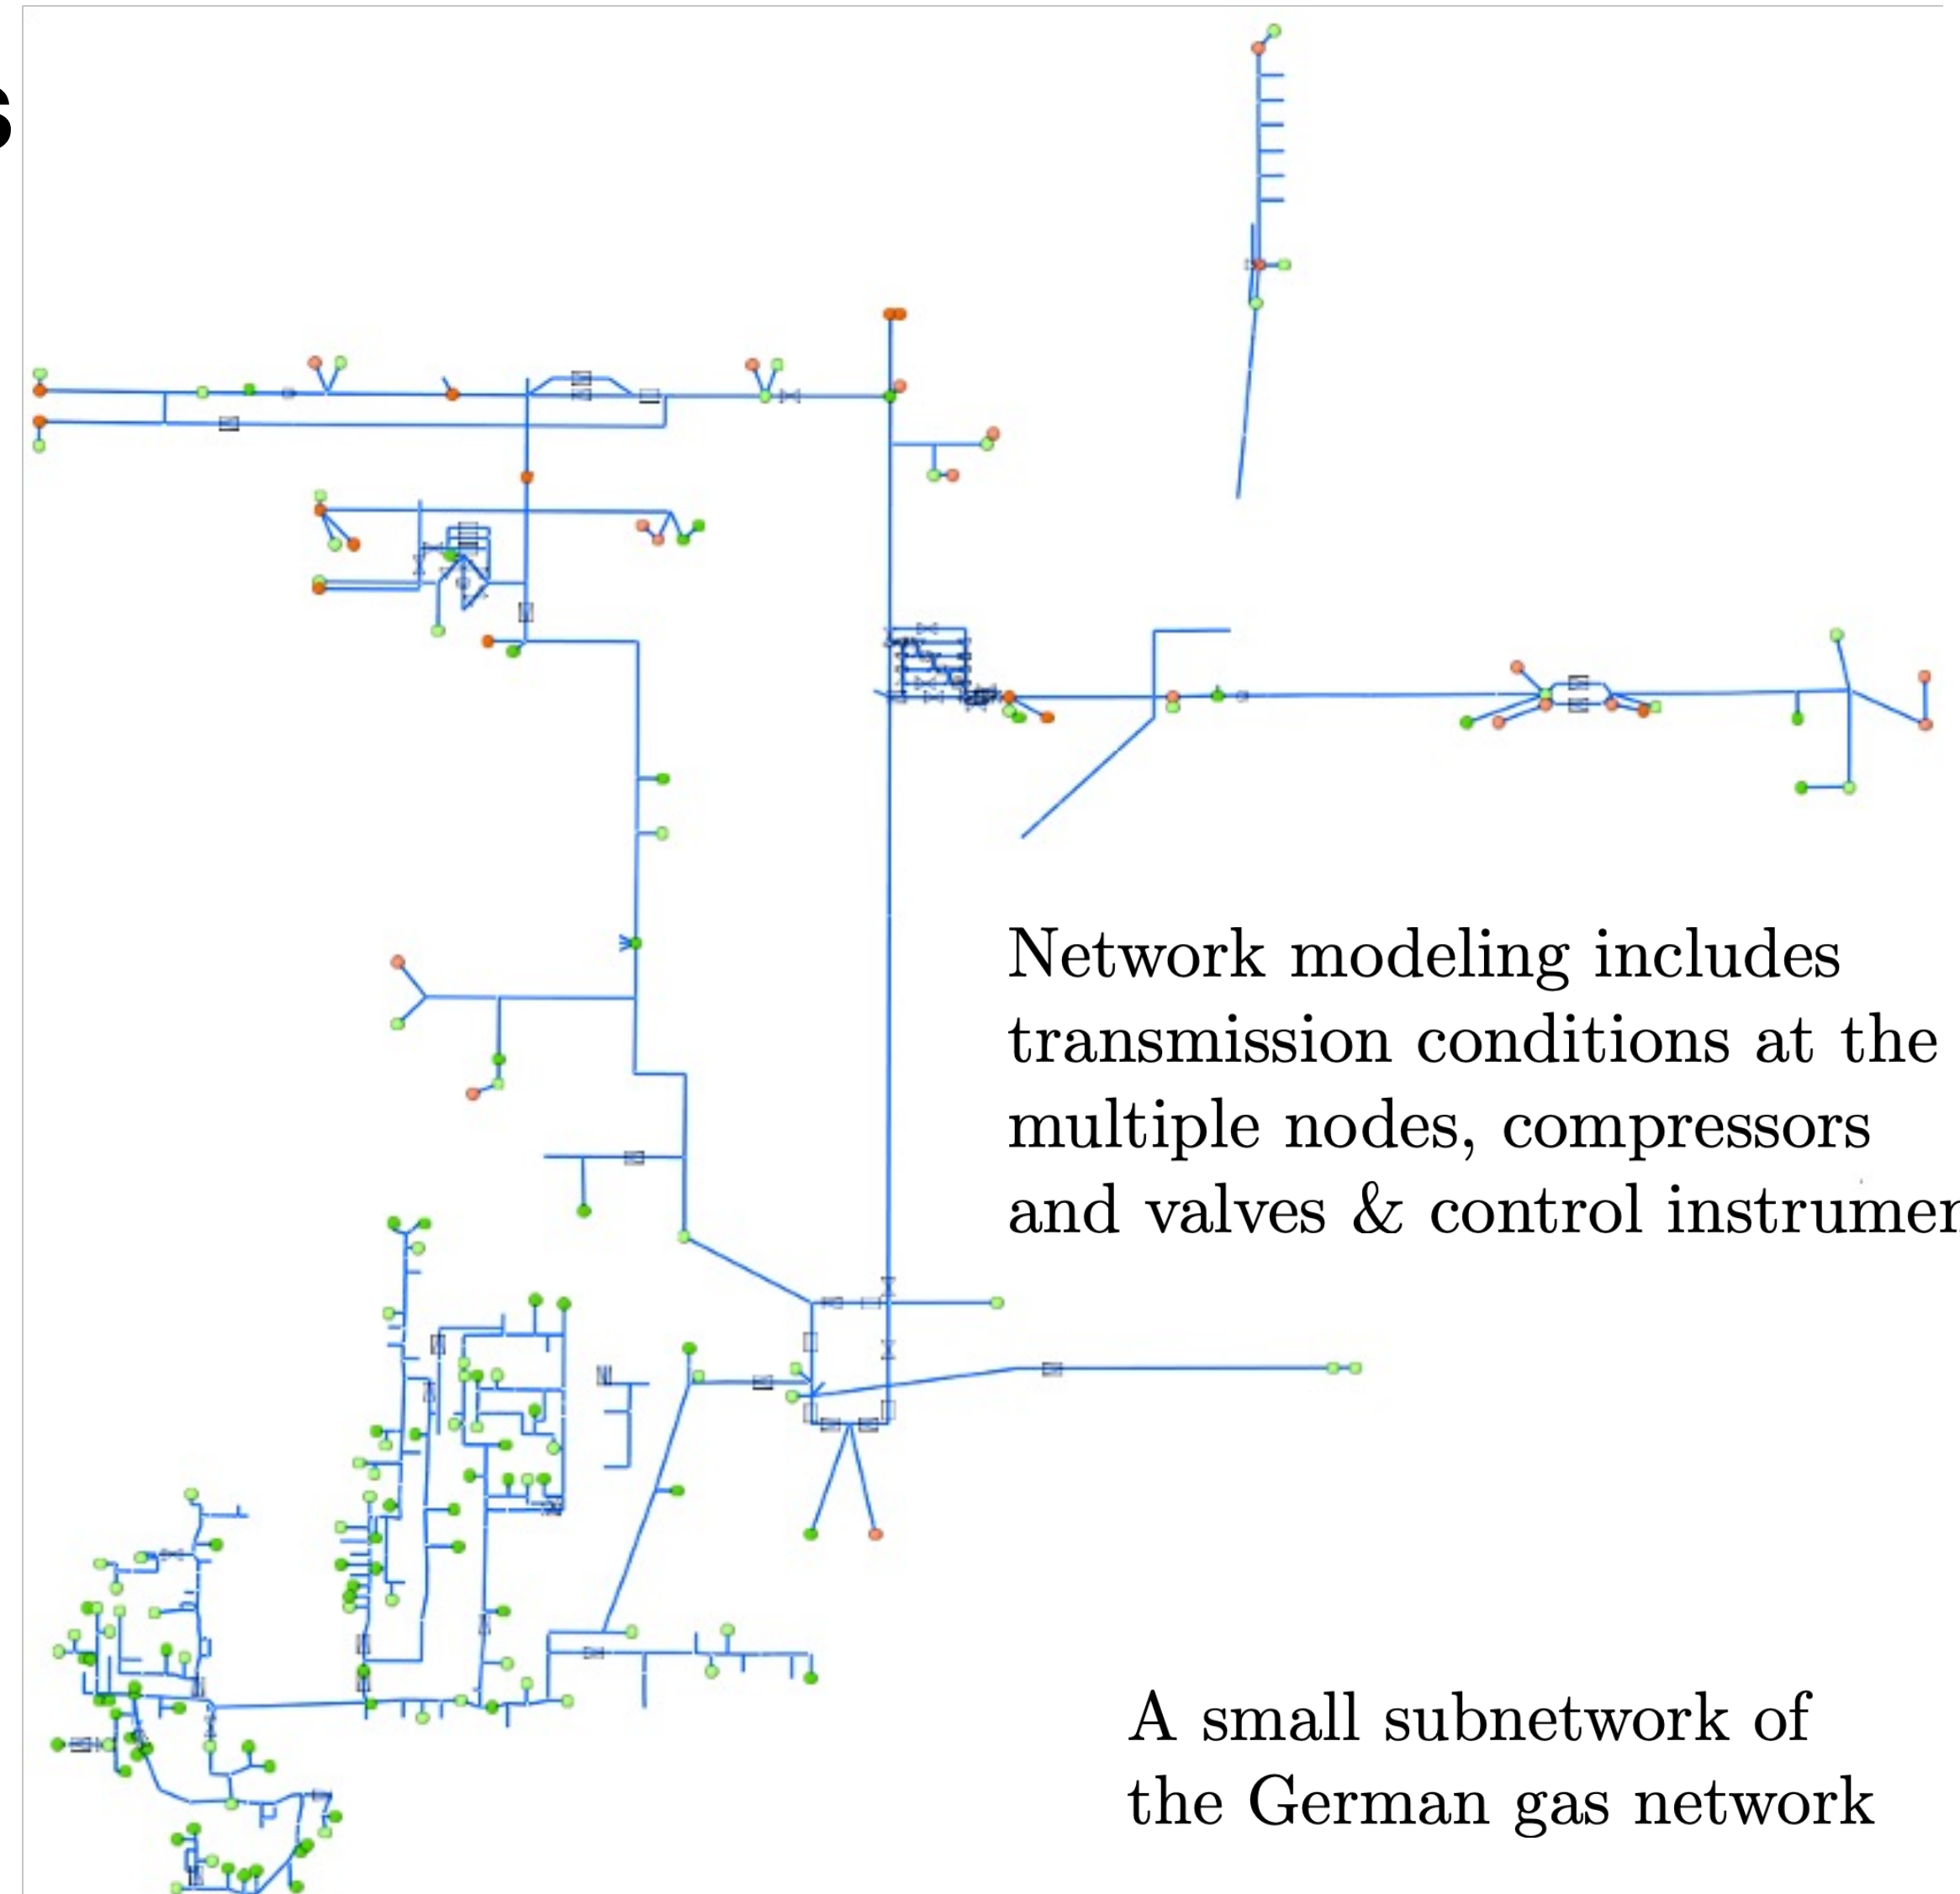 s
Network modeling includes
transmission conditions at the
multiple nodes, compressors
and valves & control
A small subnetwork of
the German gas network